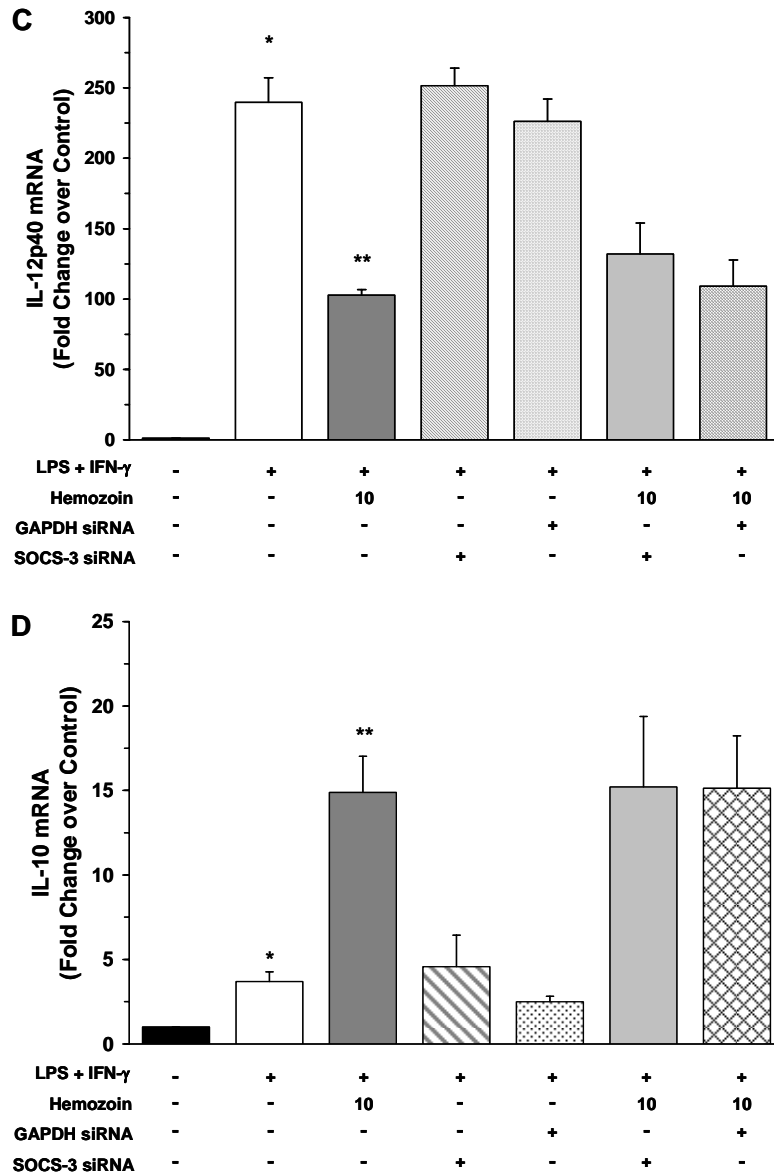 C
IL-12p40 mRNA
(Fold Change over Control)
300
250
200
150
100
50
0
*
**
LPS + IFN-γ - + + + + + +
Hemozoin - - 10 - - 10 10
GAPDH siRNA - - - - + - +
SOCS-3 siRNA - - - + - + -
D
IL-10 mRNA
(Fold Change over Control)
25
20
15
10
5
0
*
**
LPS + IFN-γ - + + + + + +
Hemozoin - - 10 - - 10 10
GAPDH siRNA - - - - + - +
SOCS-3 siRNA - - - + - + -